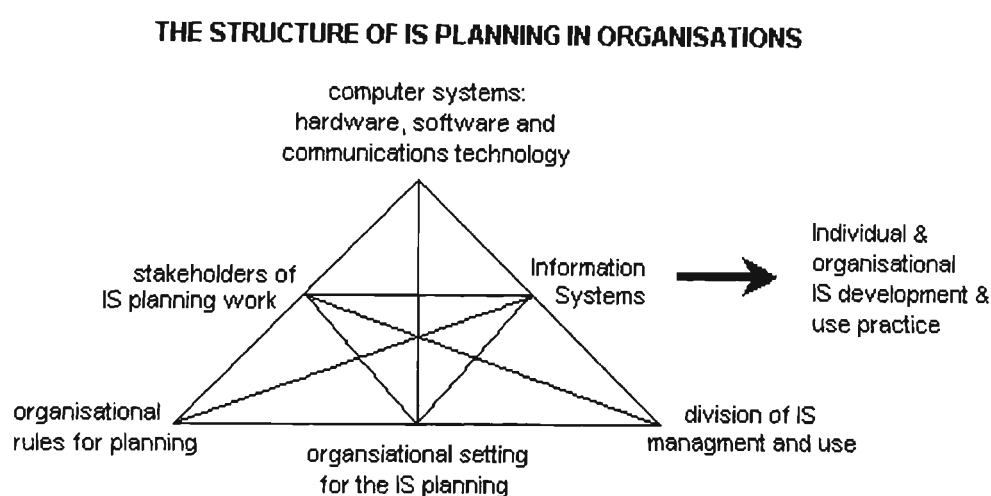 THE STRUCTURE OF IS PLANNING IN ORGANISATIONS
computer systems:
hardware, software and
communications technology
stakeholders of
IS planning work
Information
Systems
Individual &
organisational
IS development &
use practice
organisational
rules for planning
organsiational setting
for the IS planning
division of IS
managment and use